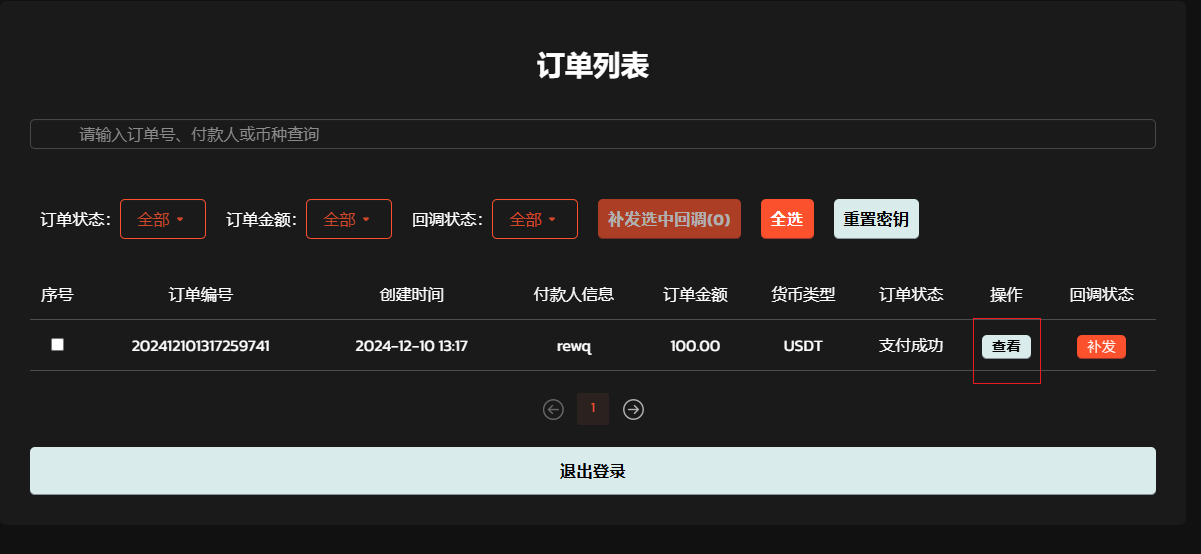 订单列表
请输入订单号、付款人或币种查询
订单状态： 全部 订单金额： 全部 回调状态： 全部 补发选中回调(0) 全选 重置密钥
序号 订单编号 创建时间 付款人信息 订单金额 货币类型 订单状态 操作 回调状态
202412101317259741 2024-12-10 13:17 rewq 100.00 USDT 支付成功 查看 补发
1
退出登录